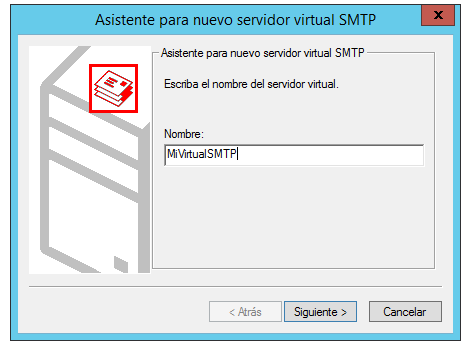 Asistente para nuevo servidor virtual SMTP
x
Asistente para nuevo servidor virtual SMTP
Escriba el nombre del servidor virtual.
Nombre:
MiVirtualSMTP
< Atrás
Siguiente >
Cancelar